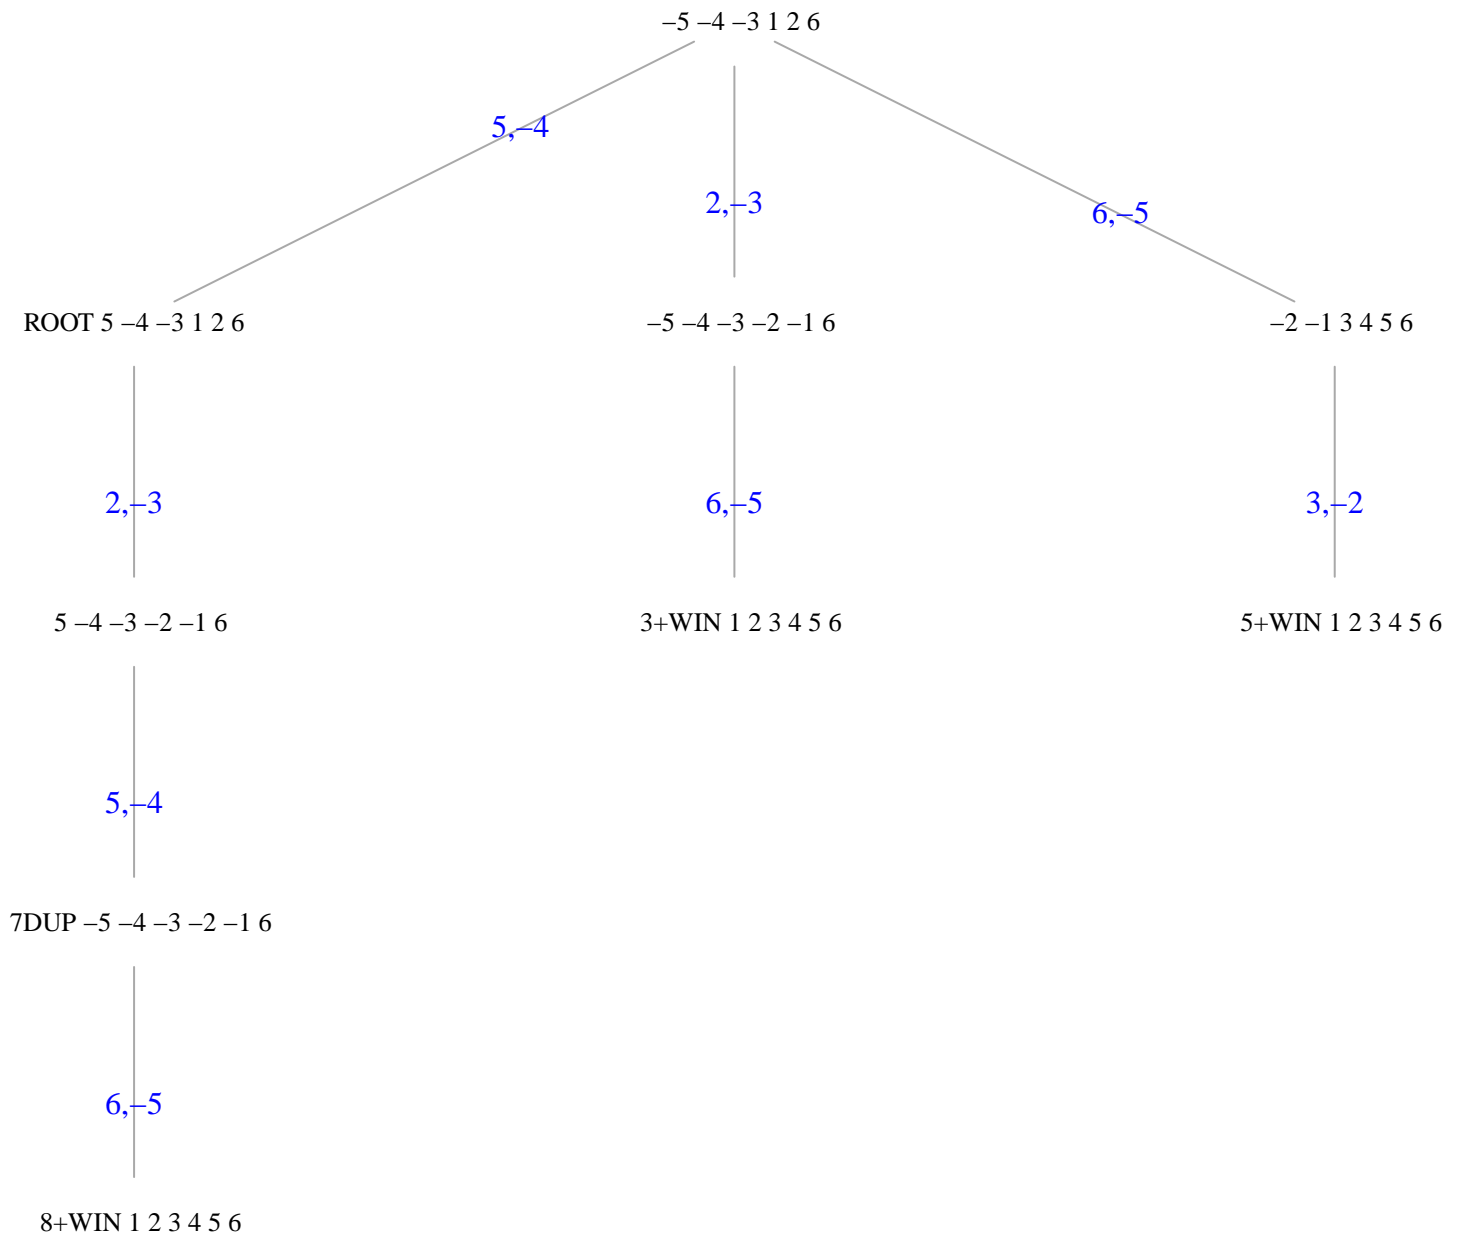 –5 –4 –3 1 2 6
5,–4
2,–3
6,–5
ROOT 5 –4 –3 1 2 6
–5 –4 –3 –2 –1 6
–2 –1 3 4 5 6
2,–3
6,–5
3,–2
5 –4 –3 –2 –1 6
3+WIN 1 2 3 4 5 6
5+WIN 1 2 3 4 5 6
5,–4
7DUP –5 –4 –3 –2 –1 6
6,–5
8+WIN 1 2 3 4 5 6